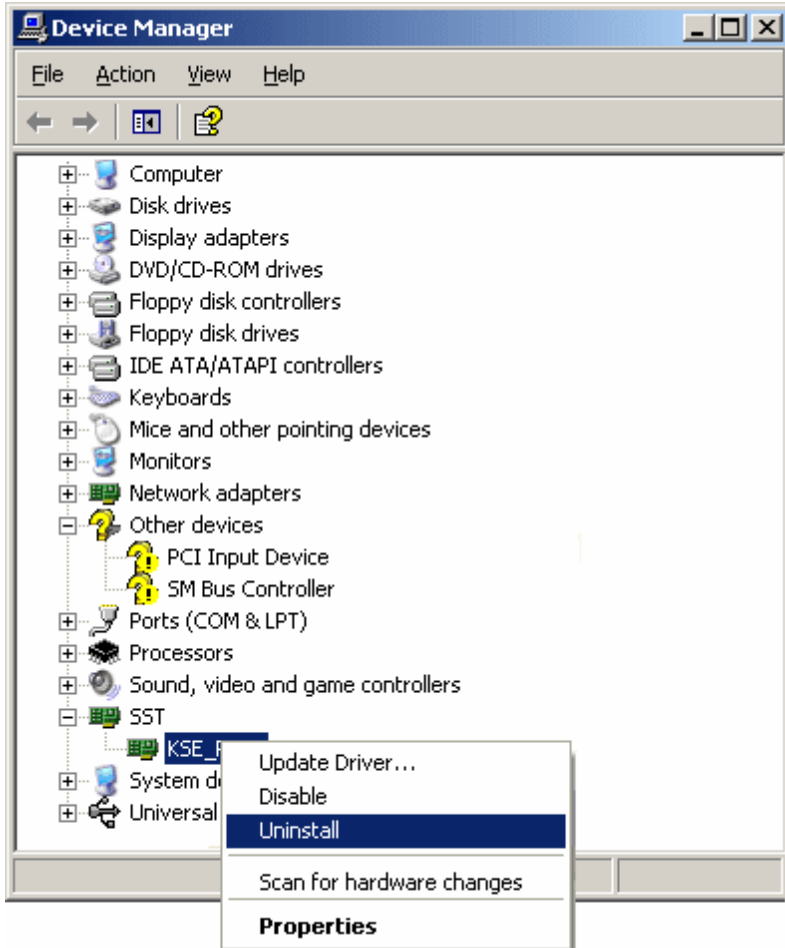 Device Manager
File Action View Help
Computer
Disk drives
Display adapters
DVD/CD-ROM drives
Floppy disk controllers
Floppy disk drives
IDE ATA/ATAPI controllers
Keyboards
Mice and other pointing devices
Monitors
Network adapters
Other devices
PCI Input Device
SM Bus Controller
Ports (COM & LPT)
Processors
Sound, video and game controllers
SST
KSE_
System d
Universal
Update Driver...
Disable
Uninstall
Scan for hardware changes
Properties